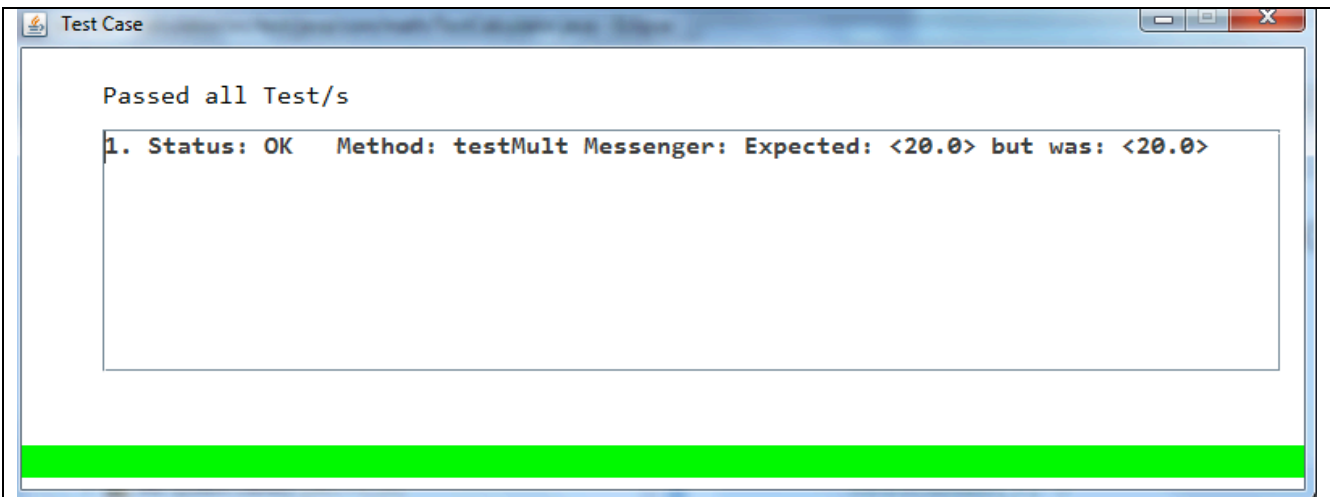 Test Case
Passed all Test/s
1. Status: OK Method: testMult Messenger: Expected: <20.0> but was: <20.0>